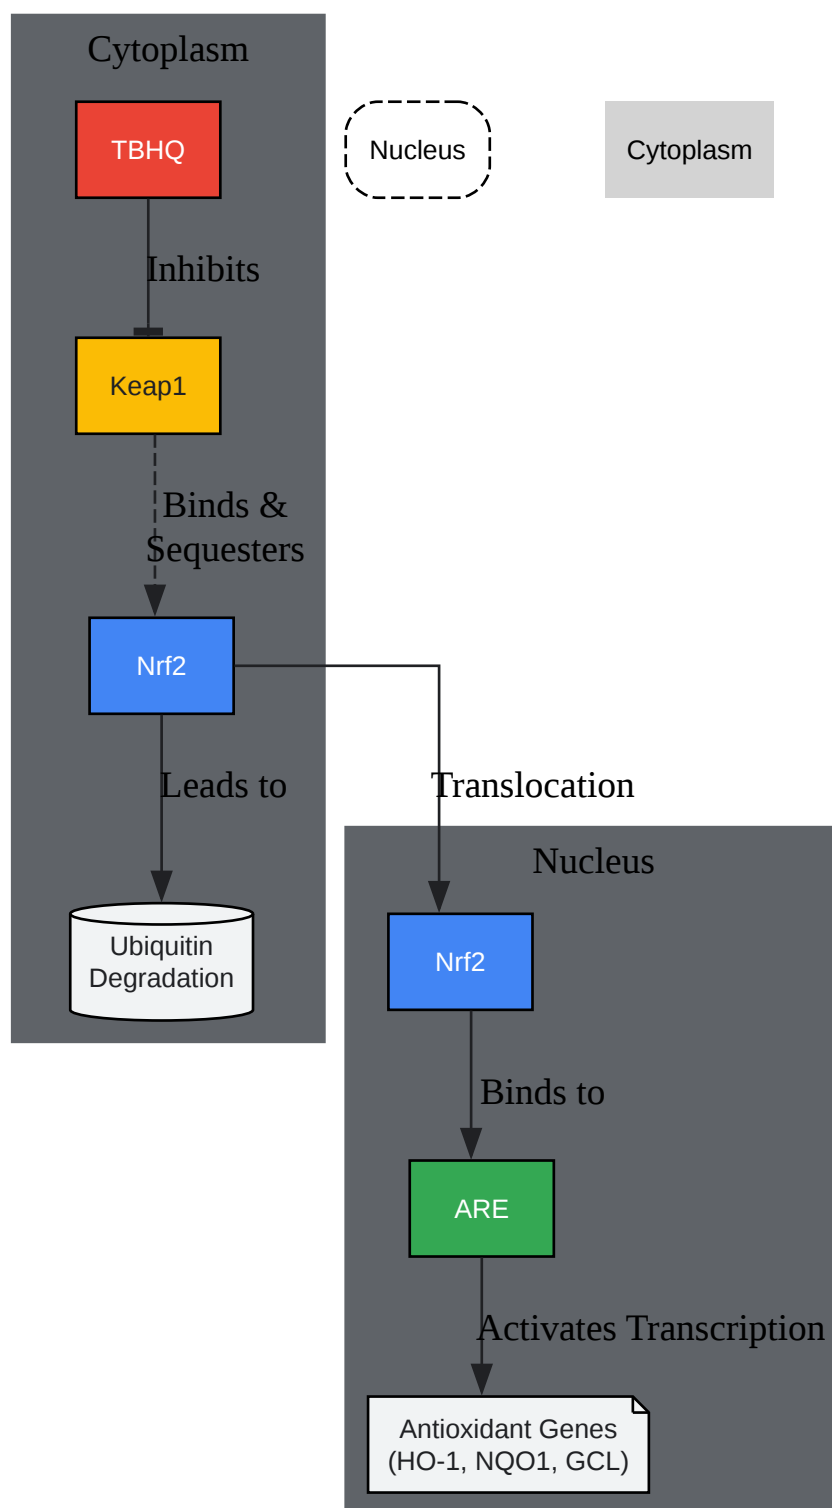 Cytoplasm
TBHQ
Nucleus
Cytoplasm
Inhibits
Keap1
Binds &
Sequesters
Nrf2
Leads to
Translocation
Nucleus
Ubiquitin
Degradation
Nrf2
Binds to
ARE
Activates Transcription
Antioxidant Genes
(HO-1, NQO1, GCL)